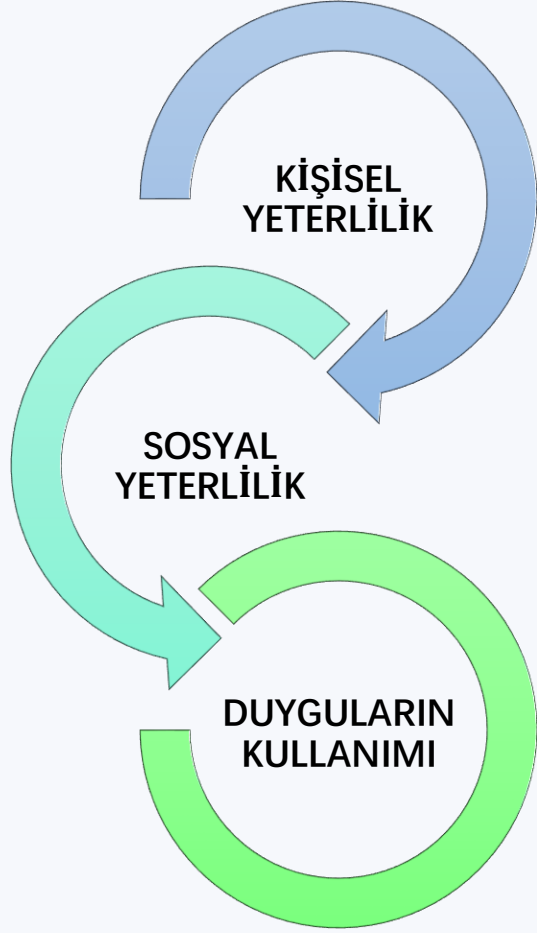 KİŞİSEL
YETERLİLİK
SOSYAL
YETERLİLİK
DUYGULARIN
KULLANIMI